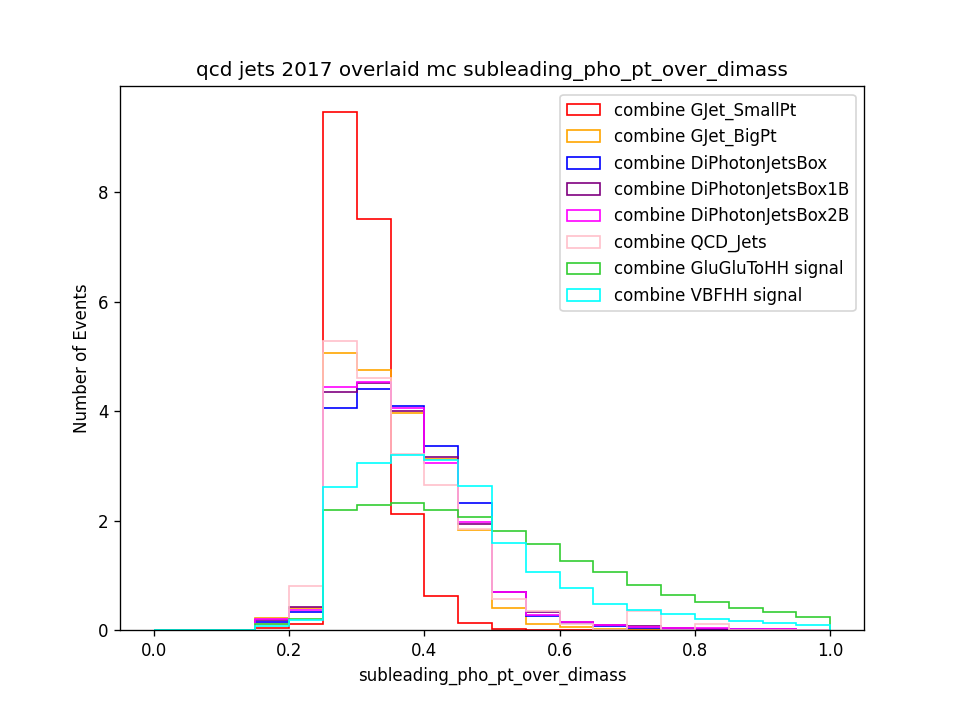 qcd jets 2017 overlaid mc subleading_pho_pt_over_dimass
combine GJet_SmallPt
combine GJet_BigPt
combine DiPhotonJetsBox
combine DiPhotonJetsBox1B
combine DiPhotonJetsBox2B
combine QCD_Jets
combine GluGluToHH signal
combine VBFHH signal
Number of Events
8
6
4
2
0
0.0 0.2 0.4 0.6 0.8 1.0
subleading_pho_pt_over_dimass